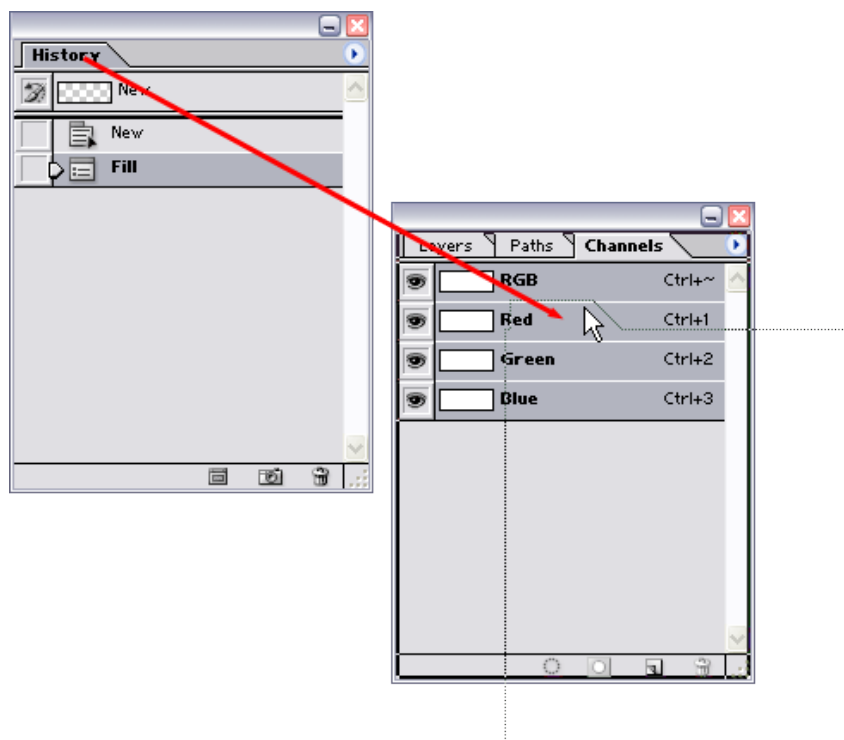 History
New
New
Fill
Layers Paths Channels
RGB Ctrl+~
Red Ctrl+1
Green Ctrl+2
Blue Ctrl+3